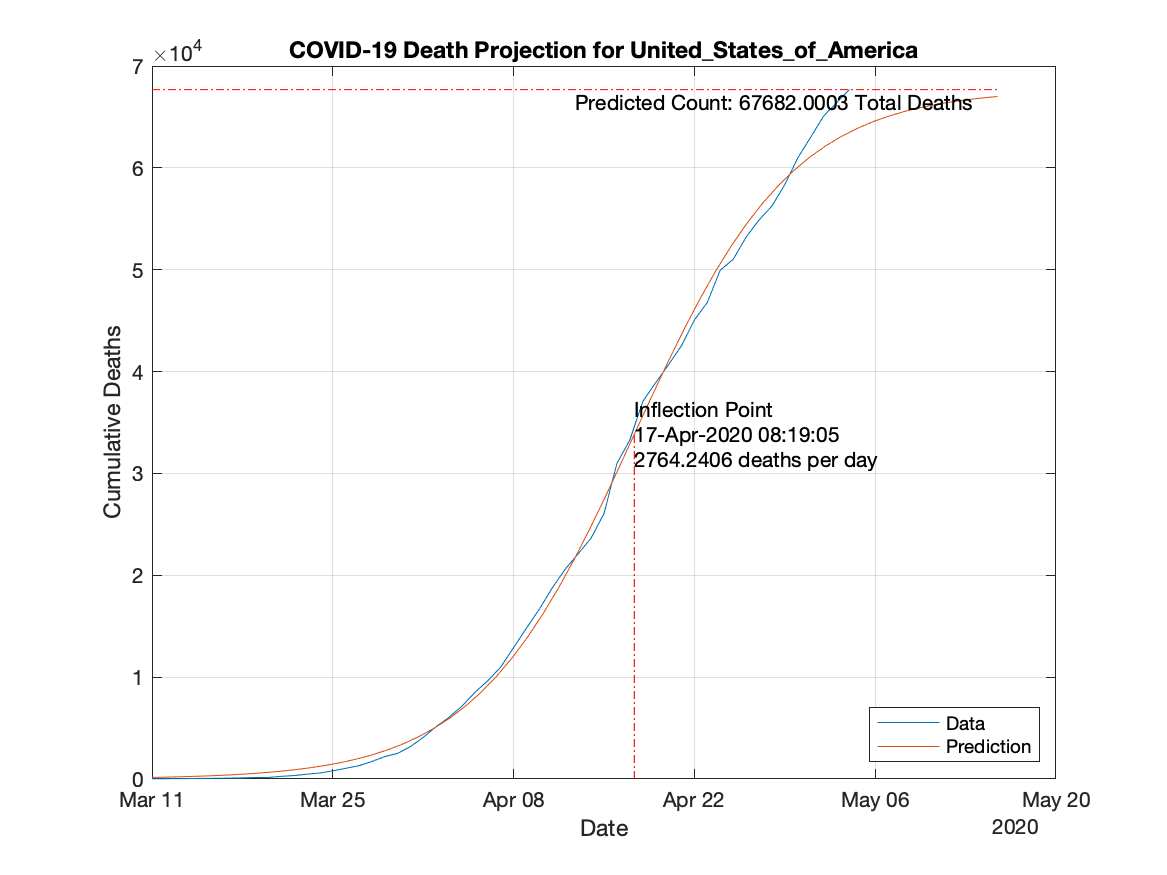 ×10^4
COVID-19 Death Projection for United_States_of_America
7
Predicted Count: 67682.0003 Total Deaths
6
5
4
Inflection Point
17-Apr-2020 08:19:05
2764.2406 deaths per day
3
2
1
0
Cumulative Deaths
Data
Prediction
Mar 11 Mar 25 Apr 08 Apr 22 May 06 May 20
Date
2020